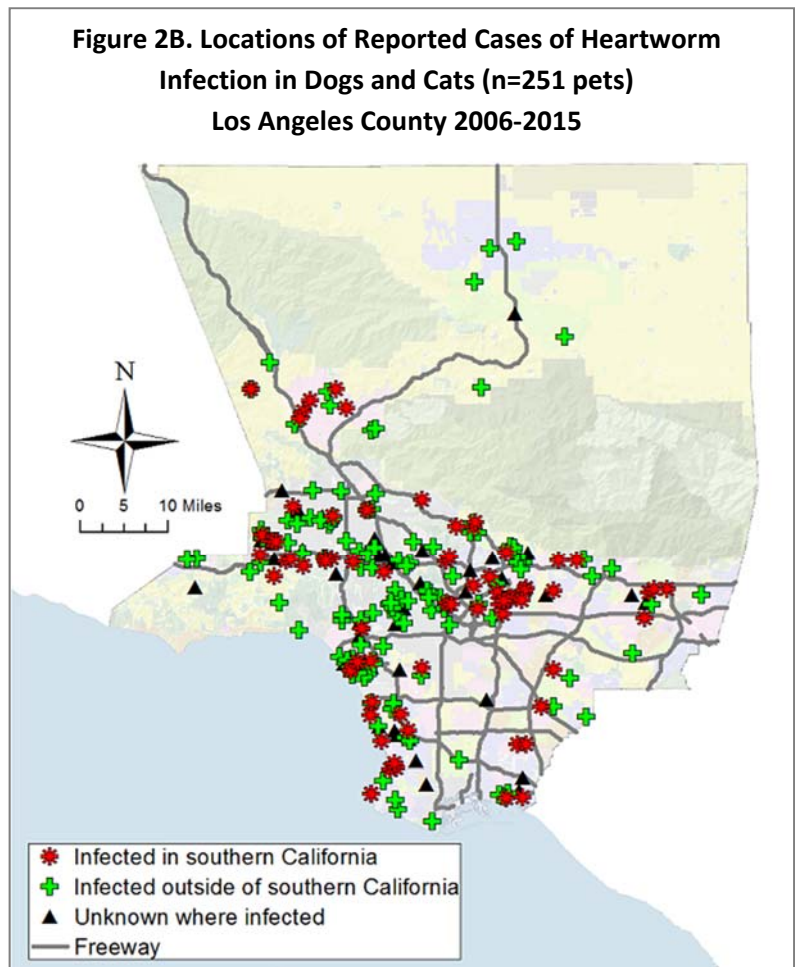 Figure 2B. Locations of Reported Cases of Heartworm
Infection in Dogs and Cats (n=251 pets)
Los Angeles County 2006-2015
N
0 5 10 Miles
Infected in southern California
Infected outside of southern California
Unknown where infected
Freeway